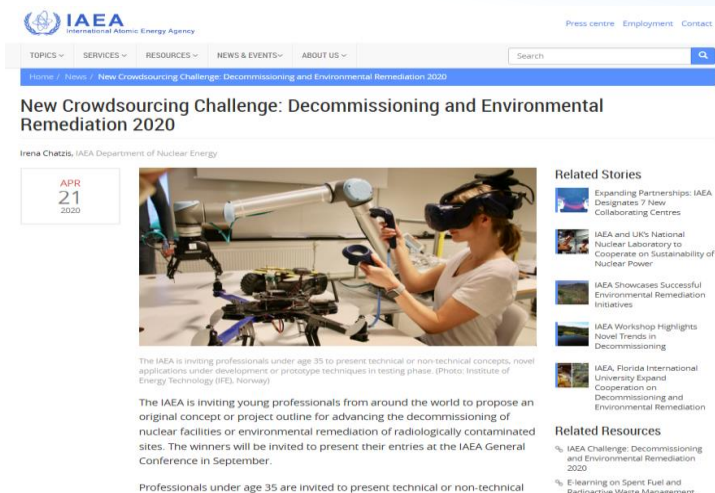 IAEA
International Atomic Energy Agency
Press centre Employment Contact
TOPICS SERVICES RESOURCES NEWS & EVENTS ABOUT US
Search
Home / News / New Crowdsourcing Challenge: Decommissioning and Environmental Remediation 2020
New Crowdsourcing Challenge: Decommissioning and Environmental
Remediation 2020
Irena Chatzis, IAEA Department of Nuclear Energy
APR
21
2020
The IAEA is inviting professionals under age 35 to present technical or non-technical concepts, novel
applications under development or prototype techniques in testing phase. (Photo: Institute of
Energy Technology (IFE), Norway)
The IAEA is inviting young professionals from around the world to propose an
original concept or project outline for advancing the decommissioning of
nuclear facilities or environmental remediation of radiologically contaminated
sites. The winners will be invited to present their entries at the IAEA General
Conference in September.
Professionals under age 35 are invited to present technical or non-technical
Related Stories
Expanding Partnerships: IAEA
Designates 7 New
Collaborating Centres
IAEA and UK's National
Nuclear Laboratory to
Cooperate on Sustainability of
Nuclear Power
IAEA Showcases Successful
Environmental Remediation
Initiatives
IAEA Workshop Highlights
Novel Trends in
Decommissioning
IAEA, Florida International
University Expand
Cooperation on
Decommissioning and
Environmental Remediation
Related Resources
IAEA Challenge: Decommissioning
and Environmental Remediation
2020
E-learning on Spent Fuel and
Radioactive Waste Management